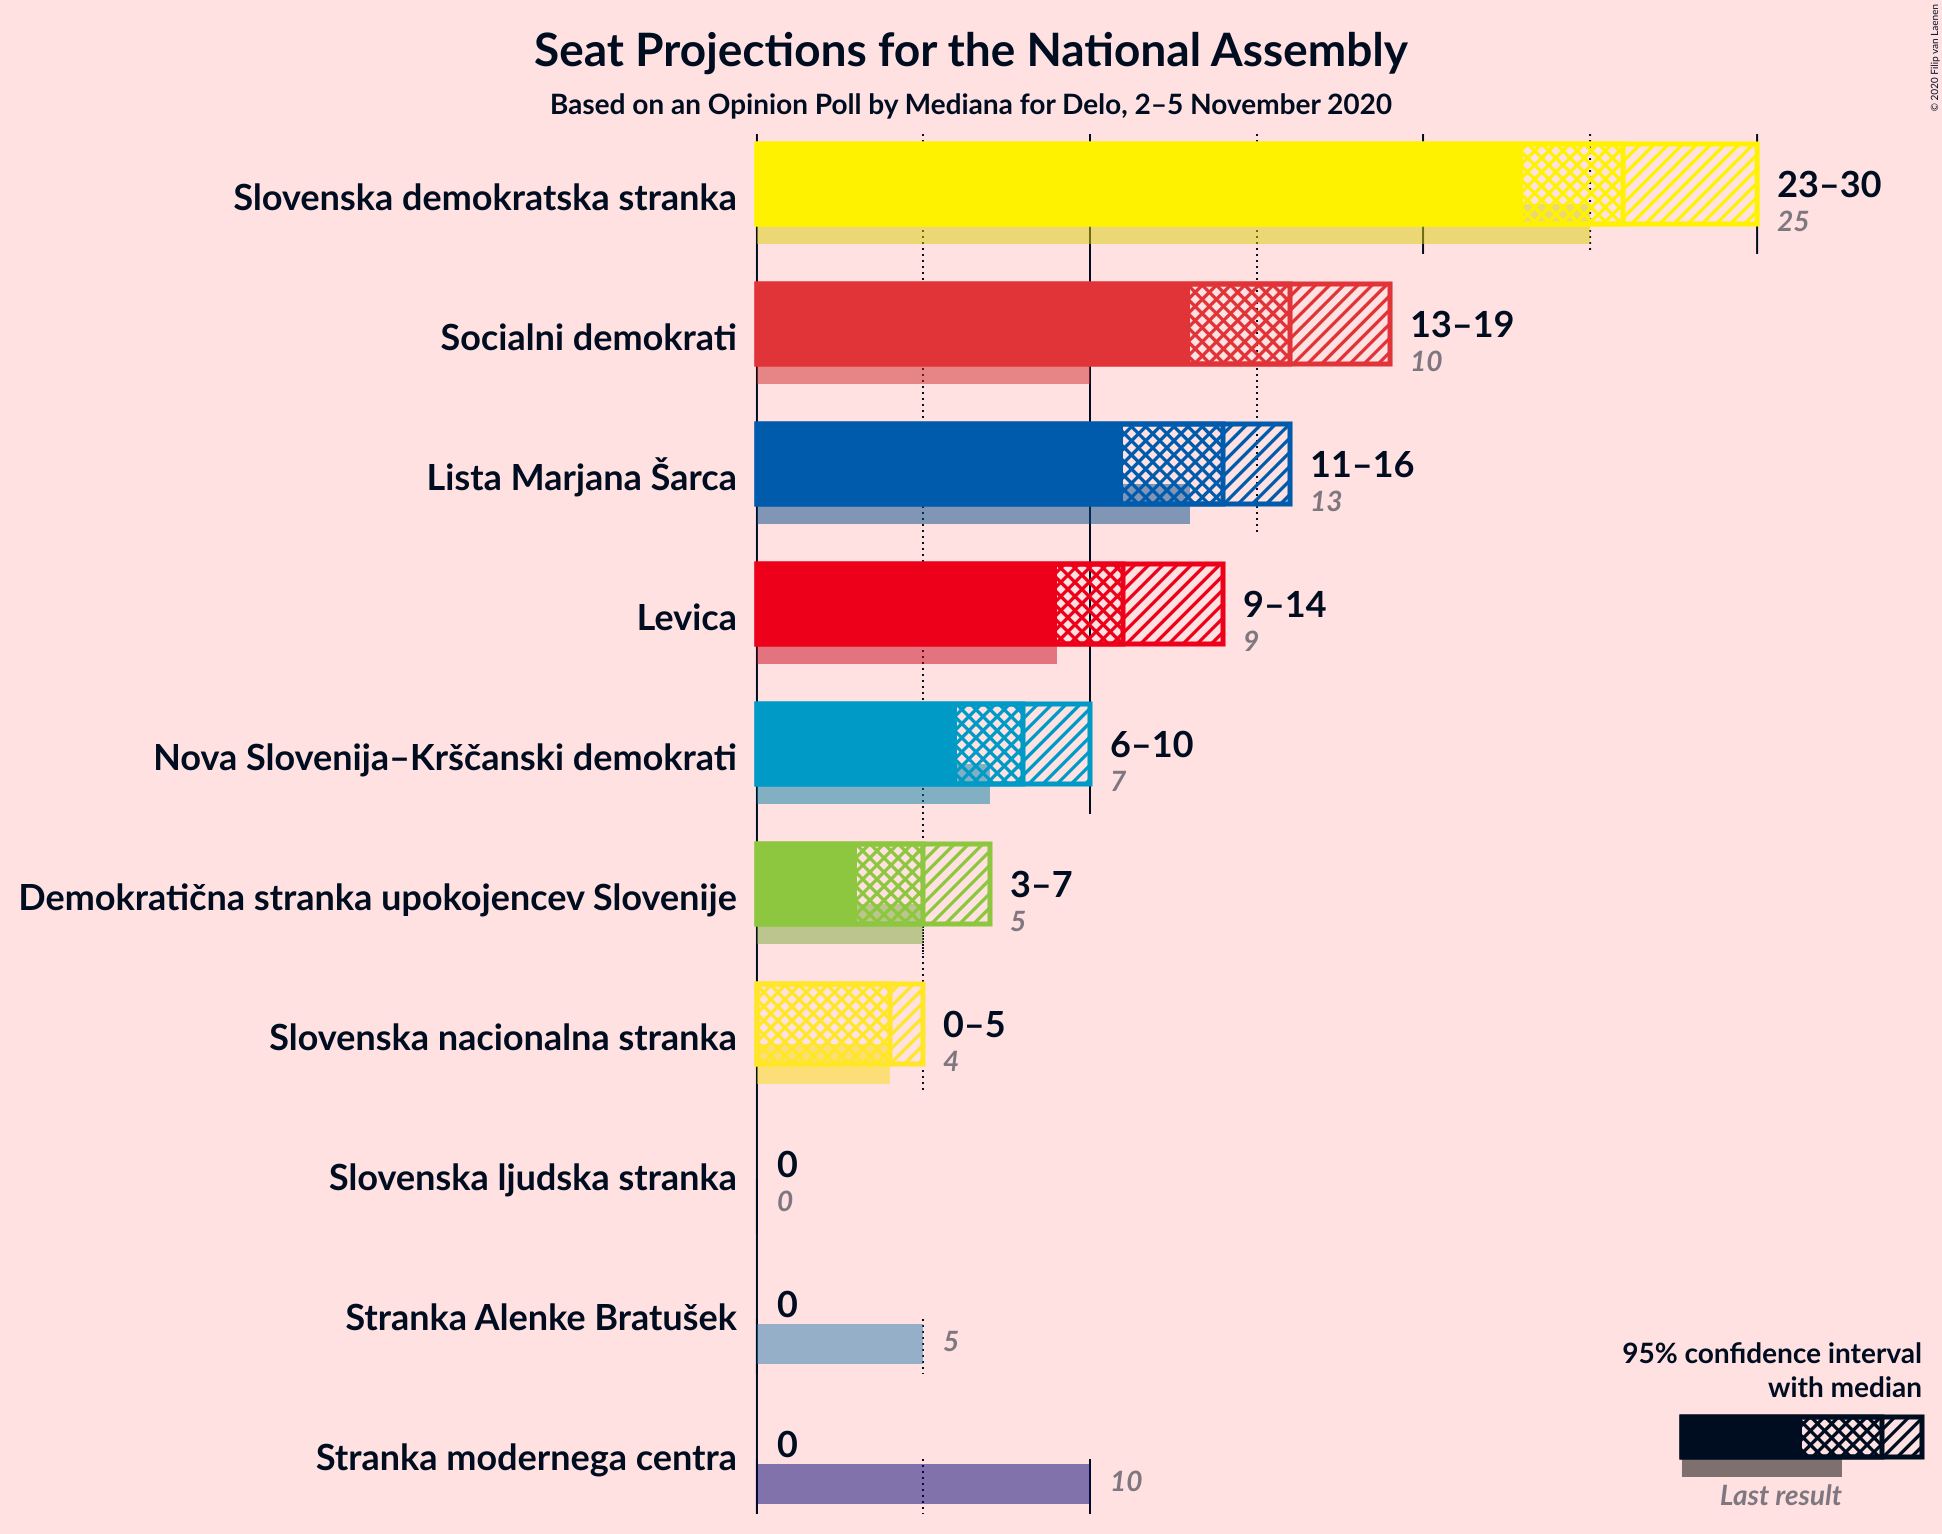 Seat Projections for the National Assembly
Based on an Opinion Poll by Mediana for Delo, 2–5 November 2020
© 2020 Filip van Laenen
Slovenska demokratska stranka
23–30
25
Socialni demokrati
13–19
10
Lista Marjana Šarca
11–16
13
Levica
9–14
9
Nova Slovenija–Krščanski demokrati
6–10
7
Demokratična stranka upokojencev Slovenije
3–7
5
Slovenska nacionalna stranka
0–5
4
Slovenska ljudska stranka
0
0
Stranka Alenke Bratušek
0
5
Stranka modernega centra
0
10
95% confidence interval
with median
Last result